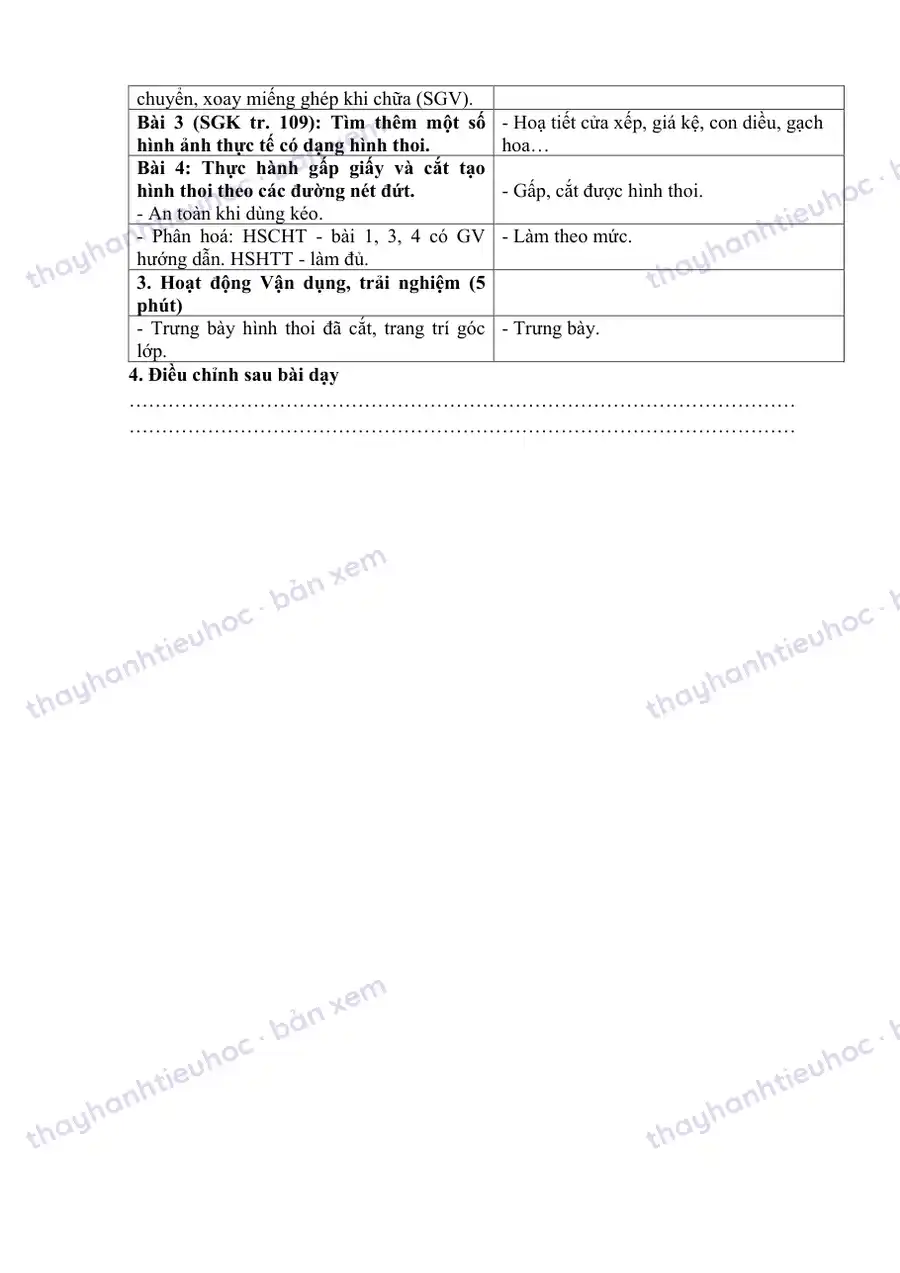 chuyển, xoay miếng ghép khi chữa (SGV).
Bài 3 (SGK tr. 109): Tìm thêm một số
hình ảnh thực tế có dạng hình thoi.
- Hoạ tiết cửa xếp, giá kệ, con diều, gạch
hoa…
Bài 4: Thực hành gấp giấy và cắt tạo
hình thoi theo các đường nét đứt.
- An toàn khi dùng kéo.
- Gấp, cắt được hình thoi.
- Phân hoá: HSCHT - bài 1, 3, 4 có GV
hướng dẫn. HSHTT - làm đủ.
- Làm theo mức.
3. Hoạt động Vận dụng, trải nghiệm (5
phút)
- Trưng bày hình thoi đã cắt, trang trí góc
lớp.
- Trưng bày.
4. Điều chỉnh sau bài dạy
…………………………………………………………………………………………
…………………………………………………………………………………………
thayhanhtieuhoc · bản xem
thayhanhtieuhoc · b
thayhanhtieuhoc · bản xem
thayhanhtieuhoc · b
thayhanhtieuhoc · bản xem
thayhanhtieuhoc · b